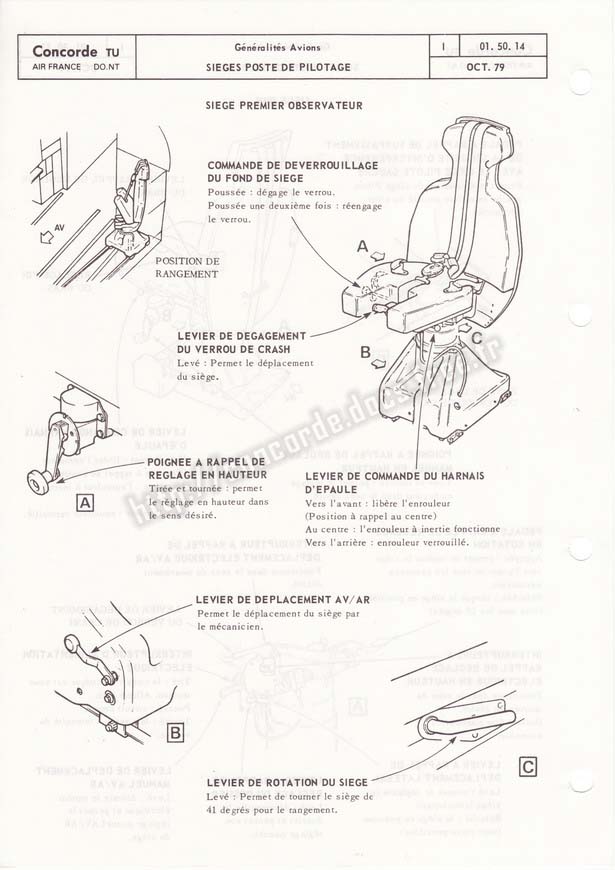 Concorde TU
AIR FRANCE DO.NT
Généralités Avions
SIEGES POSTE DE PILOTAGE
I
01. 50. 14
OCT. 79
SIEGE PREMIER OBSERVATEUR
COMMANDE DE DEVERROUILLAGE
DU FOND DE SIEGE
Poussée : dégage le verrou.
Poussée une deuxième fois : réengage
le verrou.
AV
POSITION DE
RANGEMENT
A
LEVIER DE DEGAGEMENT
DU VERROU DE CRASH
Levé : Permet le déplacement
du siège.
B
C
POIGNEE A RAPPEL DE
REGLAGE EN HAUTEUR
Tirée et tournée : permet
le réglage en hauteur dans
le sens désiré.
A
LEVIER DE COMMANDE DU HARNAIS
D'EPAULE
Vers l'avant : libère l'enrouleur
(Position à rappel au centre)
Au centre : l'enrouleur à inertie fonctionne
Vers l'arrière : enrouleur verrouillé.
LEVIER DE DEPLACEMENT AV/AR
Permet le déplacement du siège par
le mécanicien.
B
C
LEVIER DE ROTATION DU SIEGE
Levé : Permet de tourner le siège de
41 degrés pour le rangement.